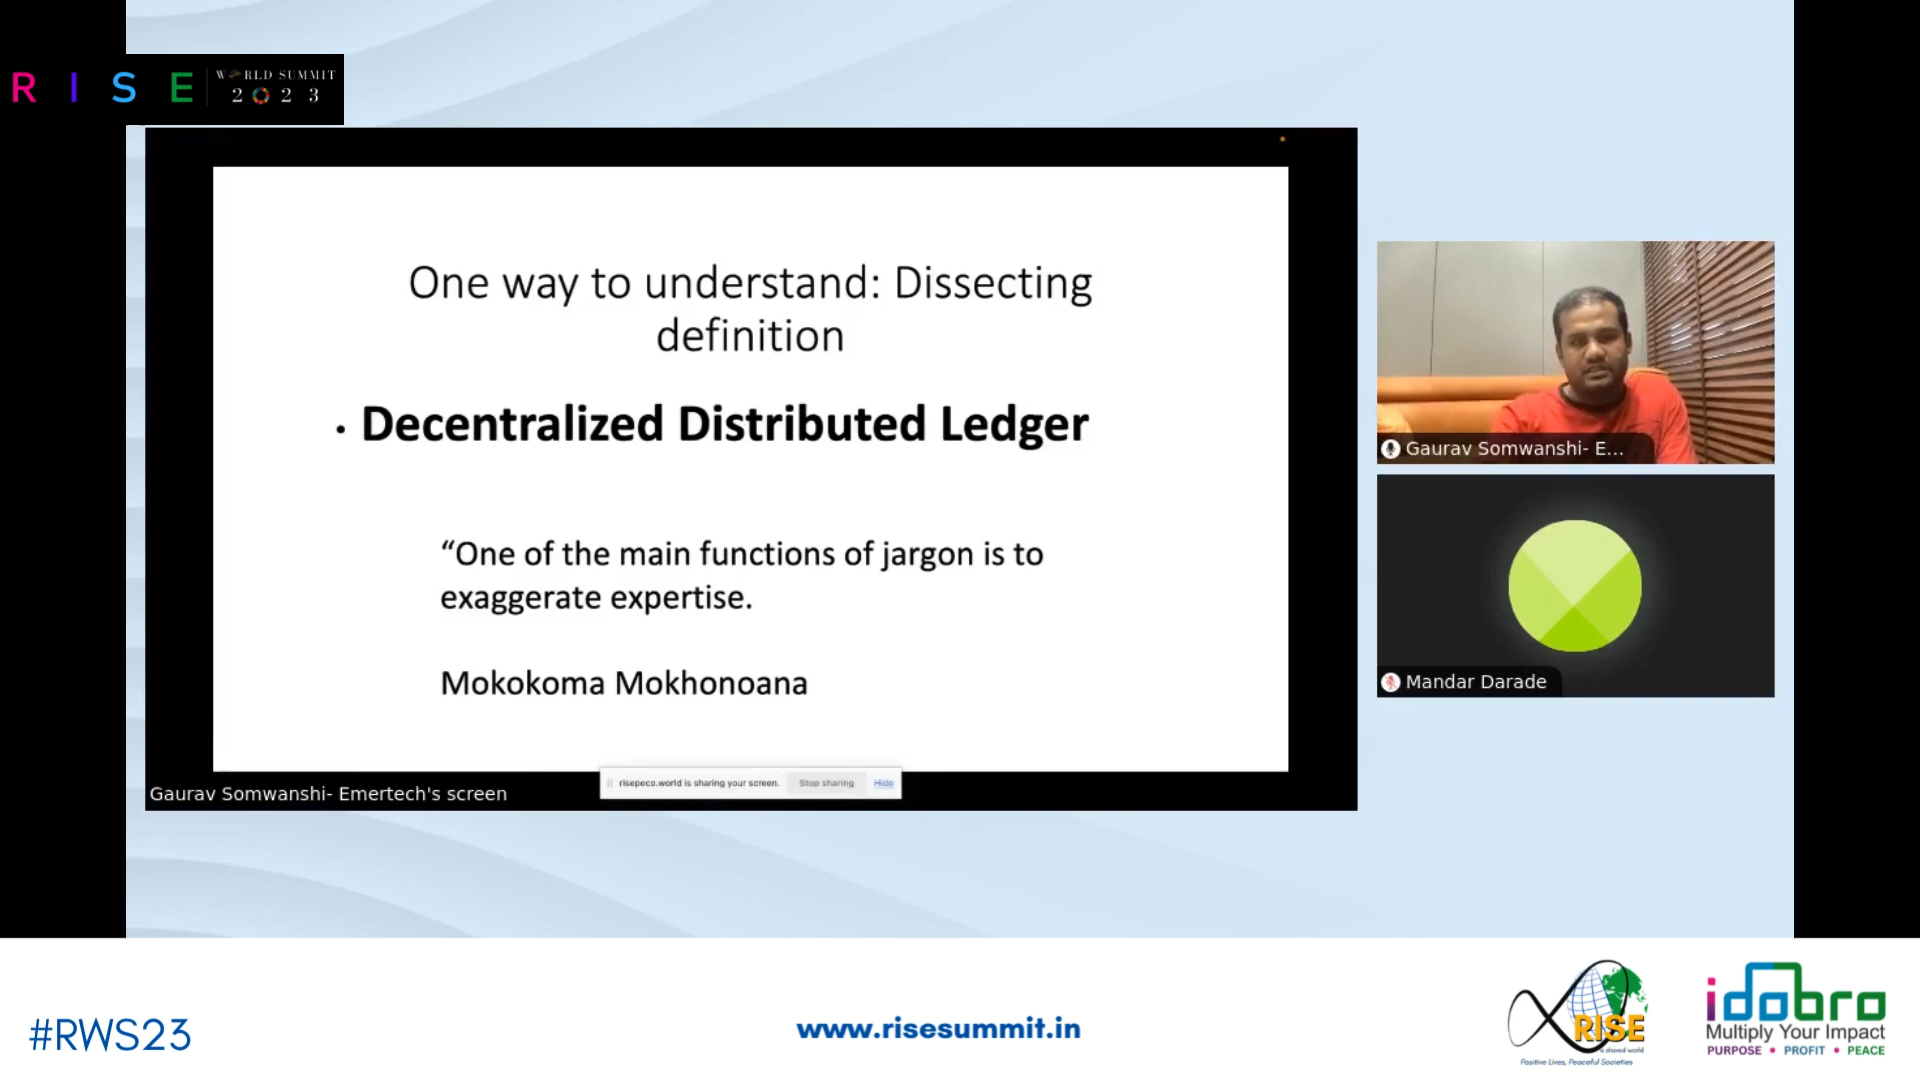 R I S E
WORLD SUMMIT
2023
One way to understand: Dissecting
definition
• Decentralized Distributed Ledger
“One of the main functions of jargon is to
exaggerate expertise.
Mokokoma Mokhonoana
risepeco.world is sharing your screen. Stop sharing Hide
Gaurav Somwanshi- Emertech's screen
Gaurav Somwanshi- E...
Mandar Darade
#RWS23
www.risesummit.in
RISE
a shared world
Positive Lives, Peaceful Societies
idobro
Multiply Your Impact
PURPOSE • PROFIT • PEACE